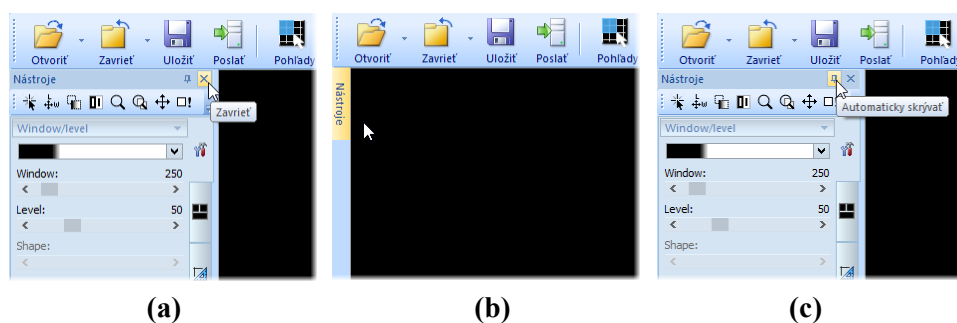 Otvoriť Zavrieť Uložiť Poslať Pohľady
Nástroje
Zavrieť
Window/level
Window: 250
Level: 50
Shape:
(a)
Otvoriť Zavrieť Uložiť Poslať Pohľady
Nástroje
(b)
Otvoriť Zavrieť Uložiť Poslať Pohľady
Nástroje
Automaticky skrývať
Window/level
Window: 250
Level: 50
Shape:
(c)